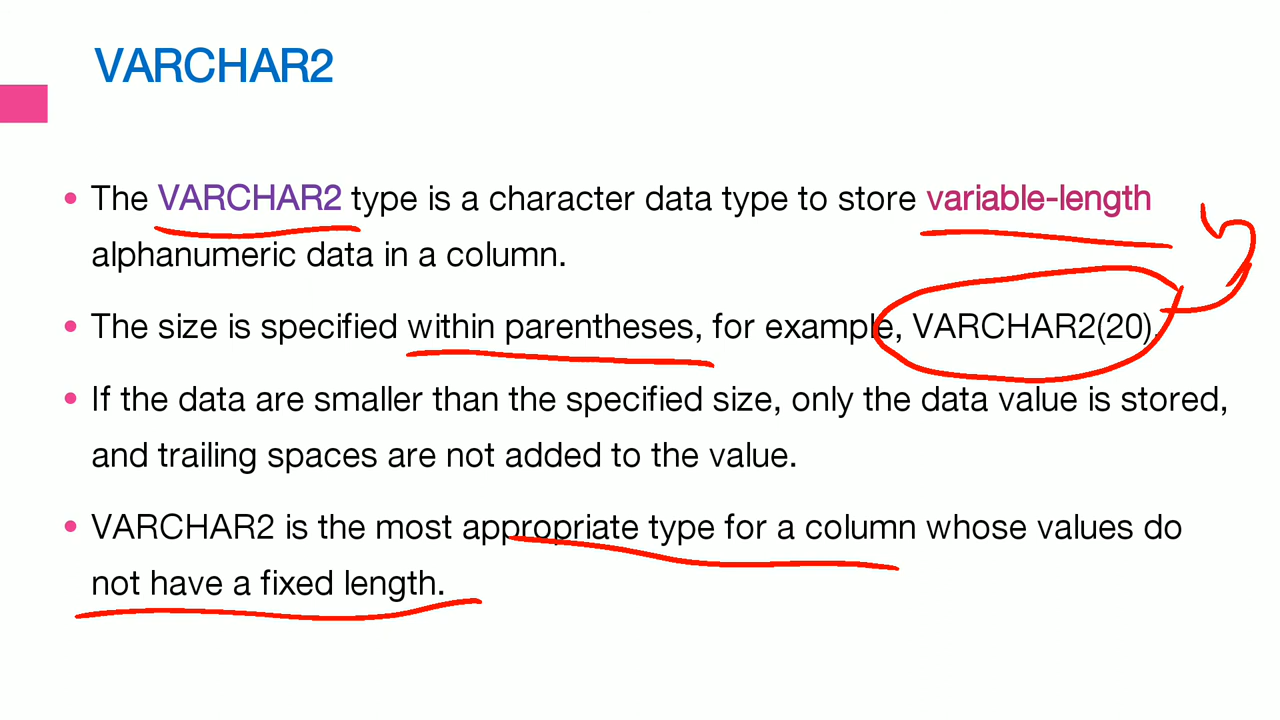 VARCHAR2
• The VARCHAR2 type is a character data type to store variable-length
alphanumeric data in a column.
• The size is specified within parentheses, for example, VARCHAR2(20).
• If the data are smaller than the specified size, only the data value is stored,
and trailing spaces are not added to the value.
• VARCHAR2 is the most appropriate type for a column whose values do
not have a fixed length.